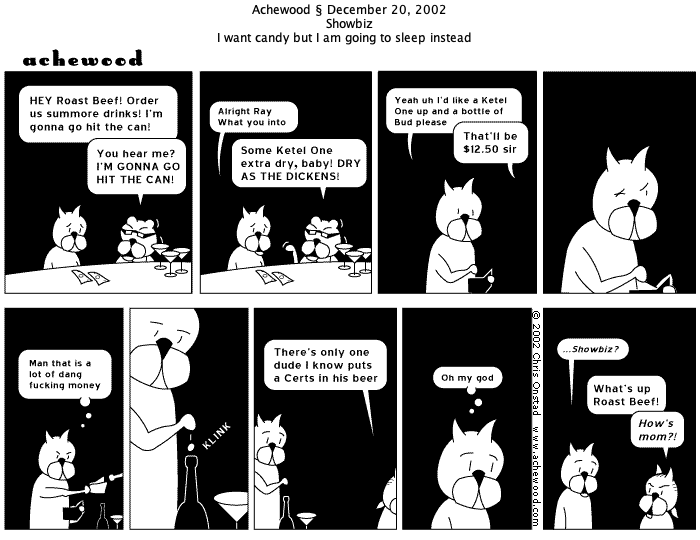 Achewood § December 20, 2002
Showbiz
I want candy but I am going to sleep instead
achewood
HEY Roast Beef! Order
us summore drinks! I'm
gonna go hit the can!
You hear me?
I'M GONNA GO
HIT THE CAN!
Alright Ray
What you into
Some Ketel One
extra dry, baby! DRY
AS THE DICKENS!
Yeah uh I'd like a Ketel
One up and a bottle of
Bud please
That'll be
$12.50 sir
Man that is a
lot of dang
fucking money
KLINK
There's only one
dude I know puts
a Certs in his beer
Oh my god
© 2002 Chris Onstad www.achewood.com
...Showbiz?
What's up
Roast Beef!
How's
mom?!